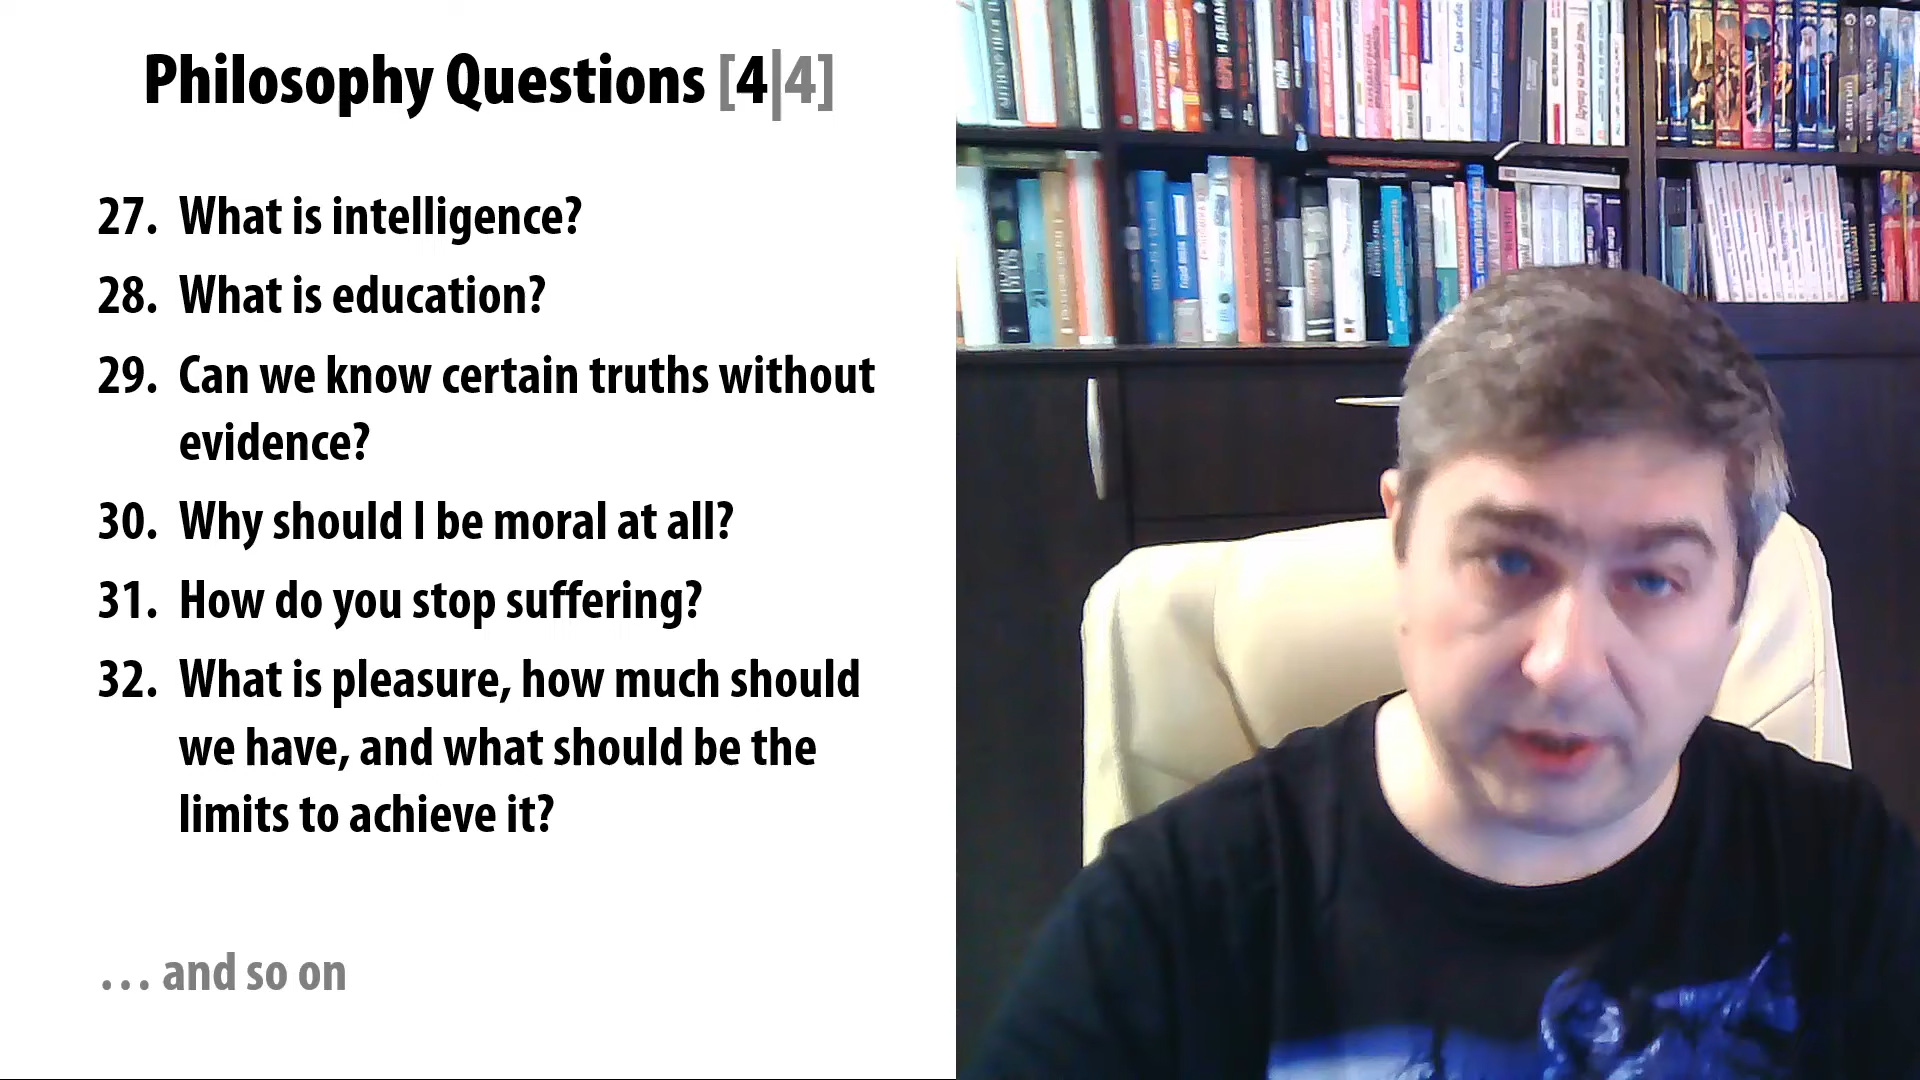 Philosophy Questions [4|4]
27. What is intelligence?
28. What is education?
29. Can we know certain truths without
evidence?
30. Why should I be moral at all?
31. How do you stop suffering?
32. What is pleasure, how much should
we have, and what should be the
limits to achieve it?
... and so on